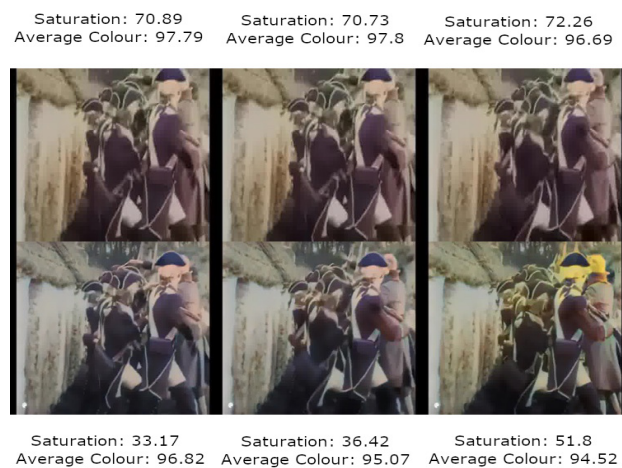 Saturation: 70.89
Average Colour: 97.79
Saturation: 70.73
Average Colour: 97.8
Saturation: 72.26
Average Colour: 96.69
Saturation: 33.17
Average Colour: 96.82
Saturation: 36.42
Average Colour: 95.07
Saturation: 51.8
Average Colour: 94.52